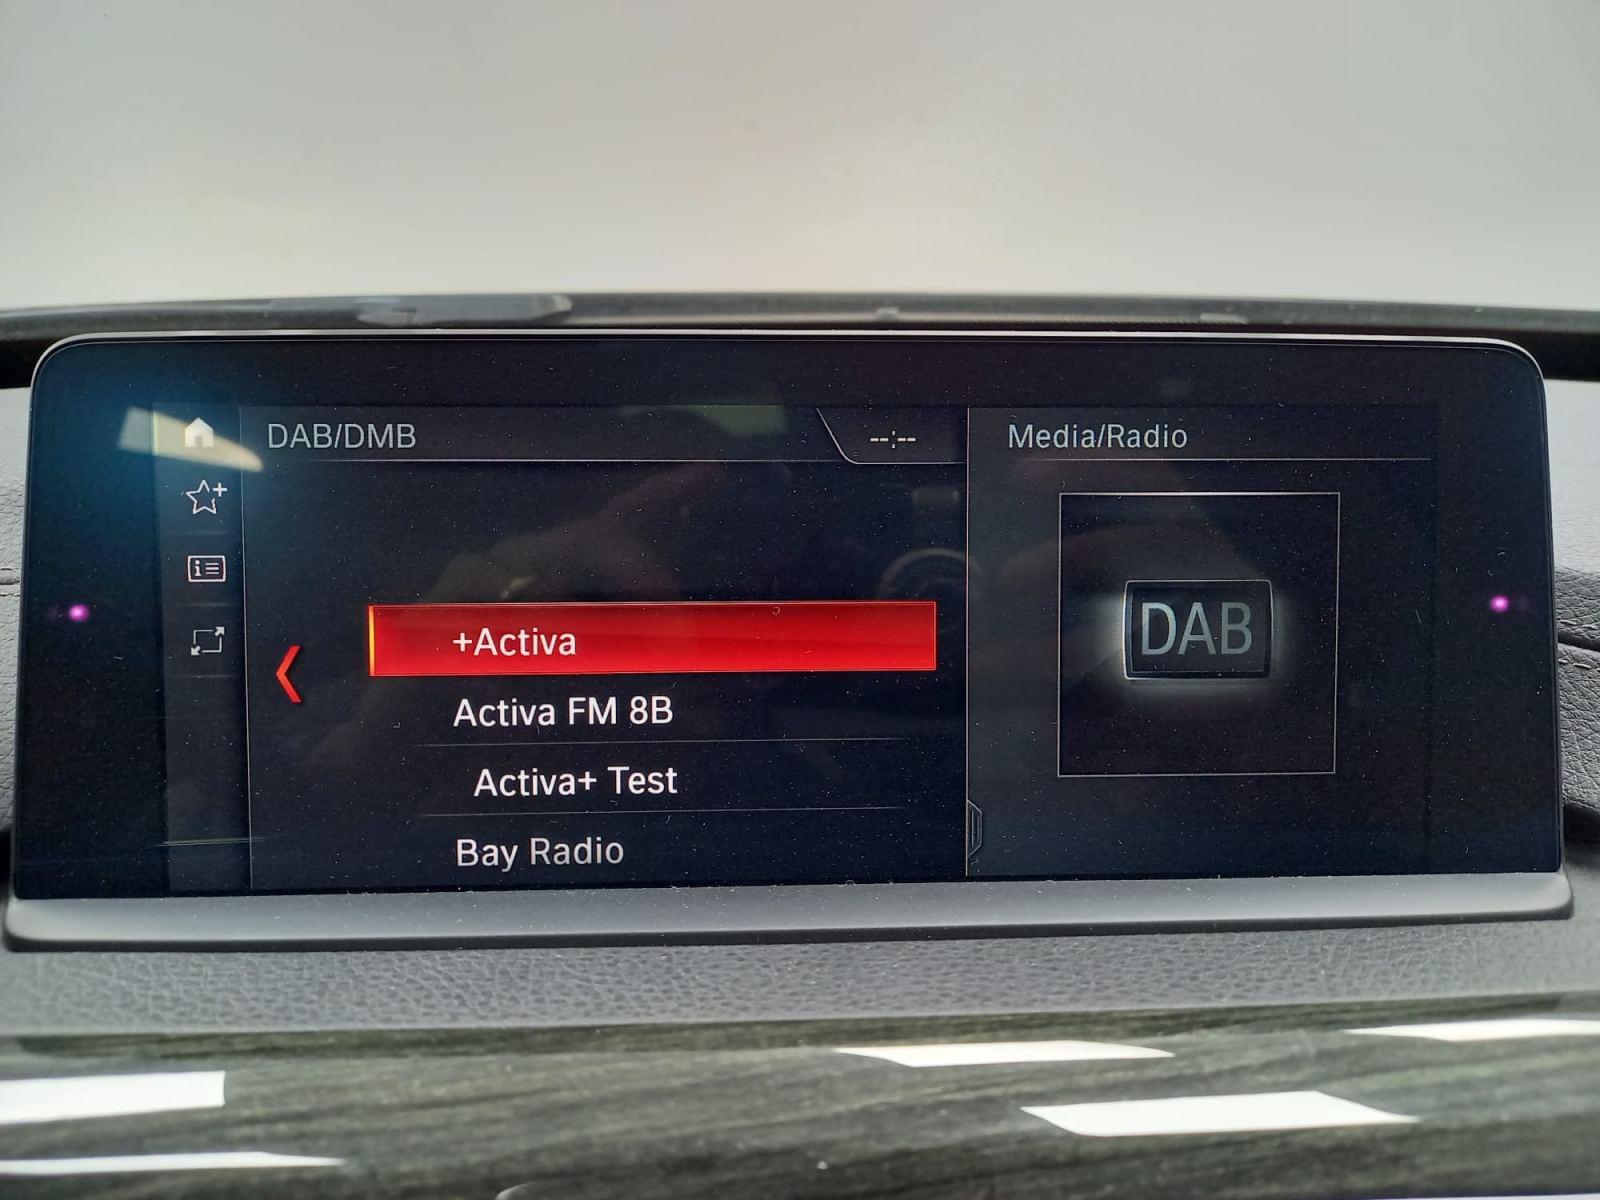 DAB/DMB
--:--
Media/Radio
+Activa
Activa FM 8B
Activa+ Test
Bay Radio
DAB